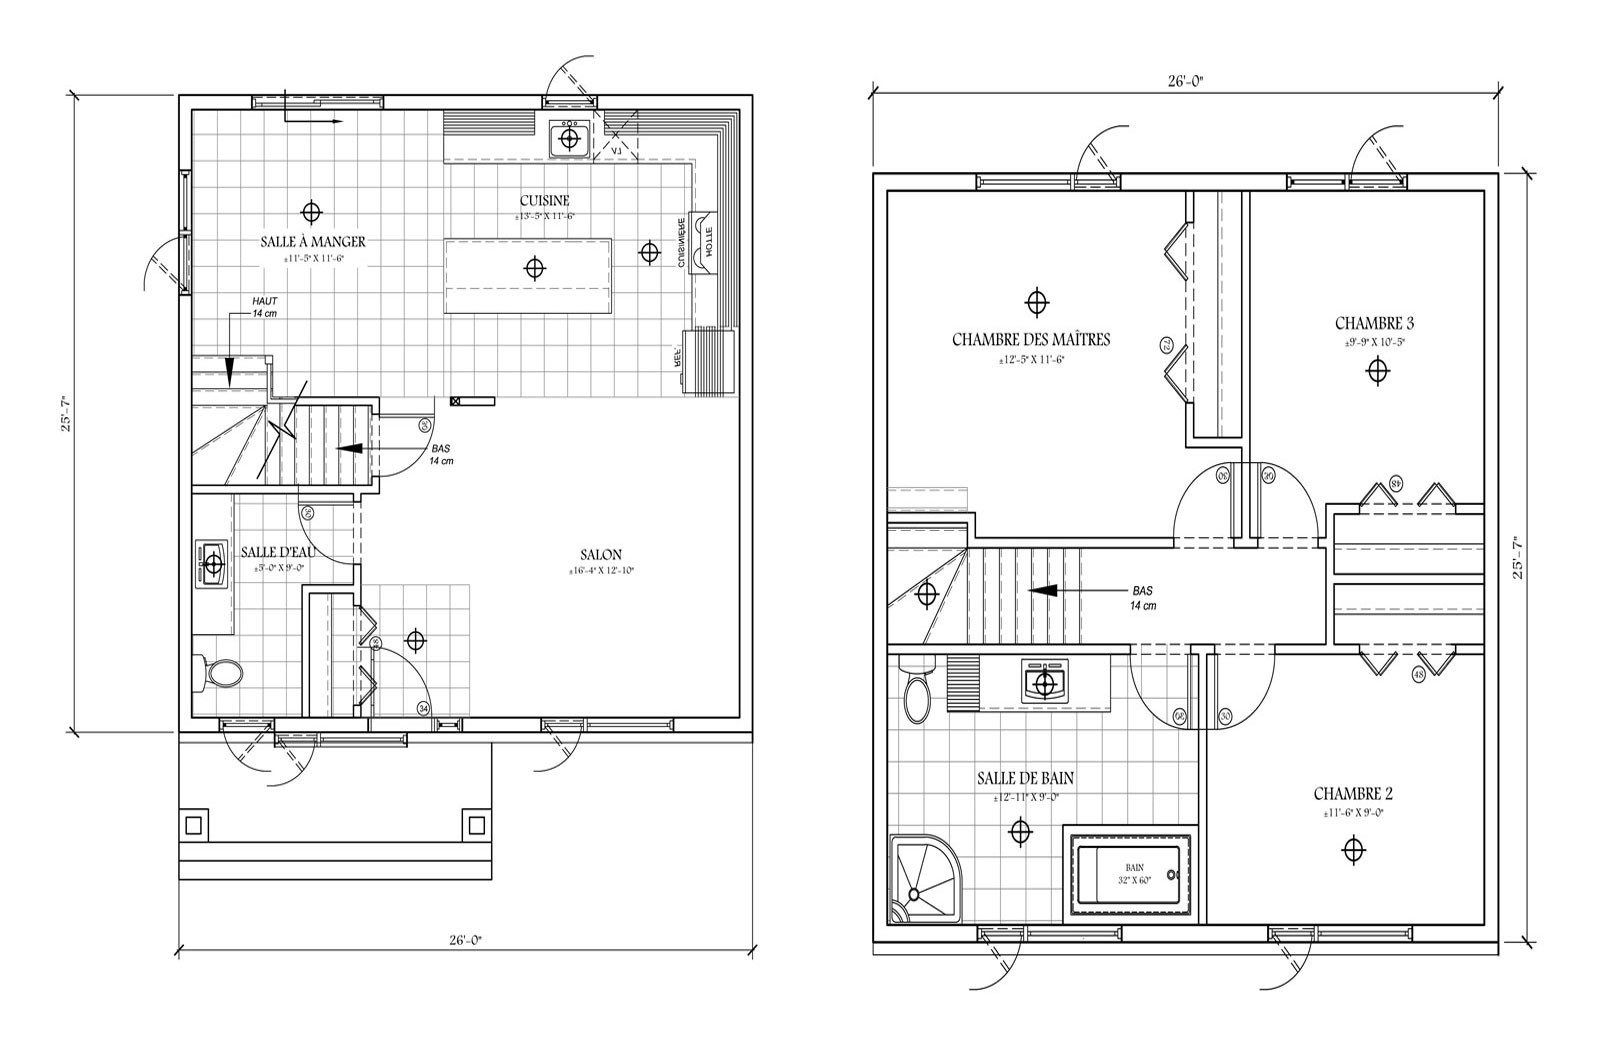 SALLE À MANGER
±11'-5" X 11'-6"
CUISINE
±13'-5" X 11'-6"
CUISINIÈRE
HOTTE
RÉF.
LV
HAUT
14 cm
25'-7"
30
BAS
14 cm
30
SALLE D'EAU
±5'-0" X 9'-0"
SALON
±16'-4" X 12'-10"
48
34
26'-0"
26'-0"
CHAMBRE DES MAÎTRES
±12'-5" X 11'-6"
72
CHAMBRE 3
±9'-9" X 10'-5"
30
30
48
25'-7"
BAS
14 cm
48
30
30
SALLE DE BAIN
±12'-11" X 9'-0"
CHAMBRE 2
±11'-6" X 9'-0"
BAIN
32" X 60"